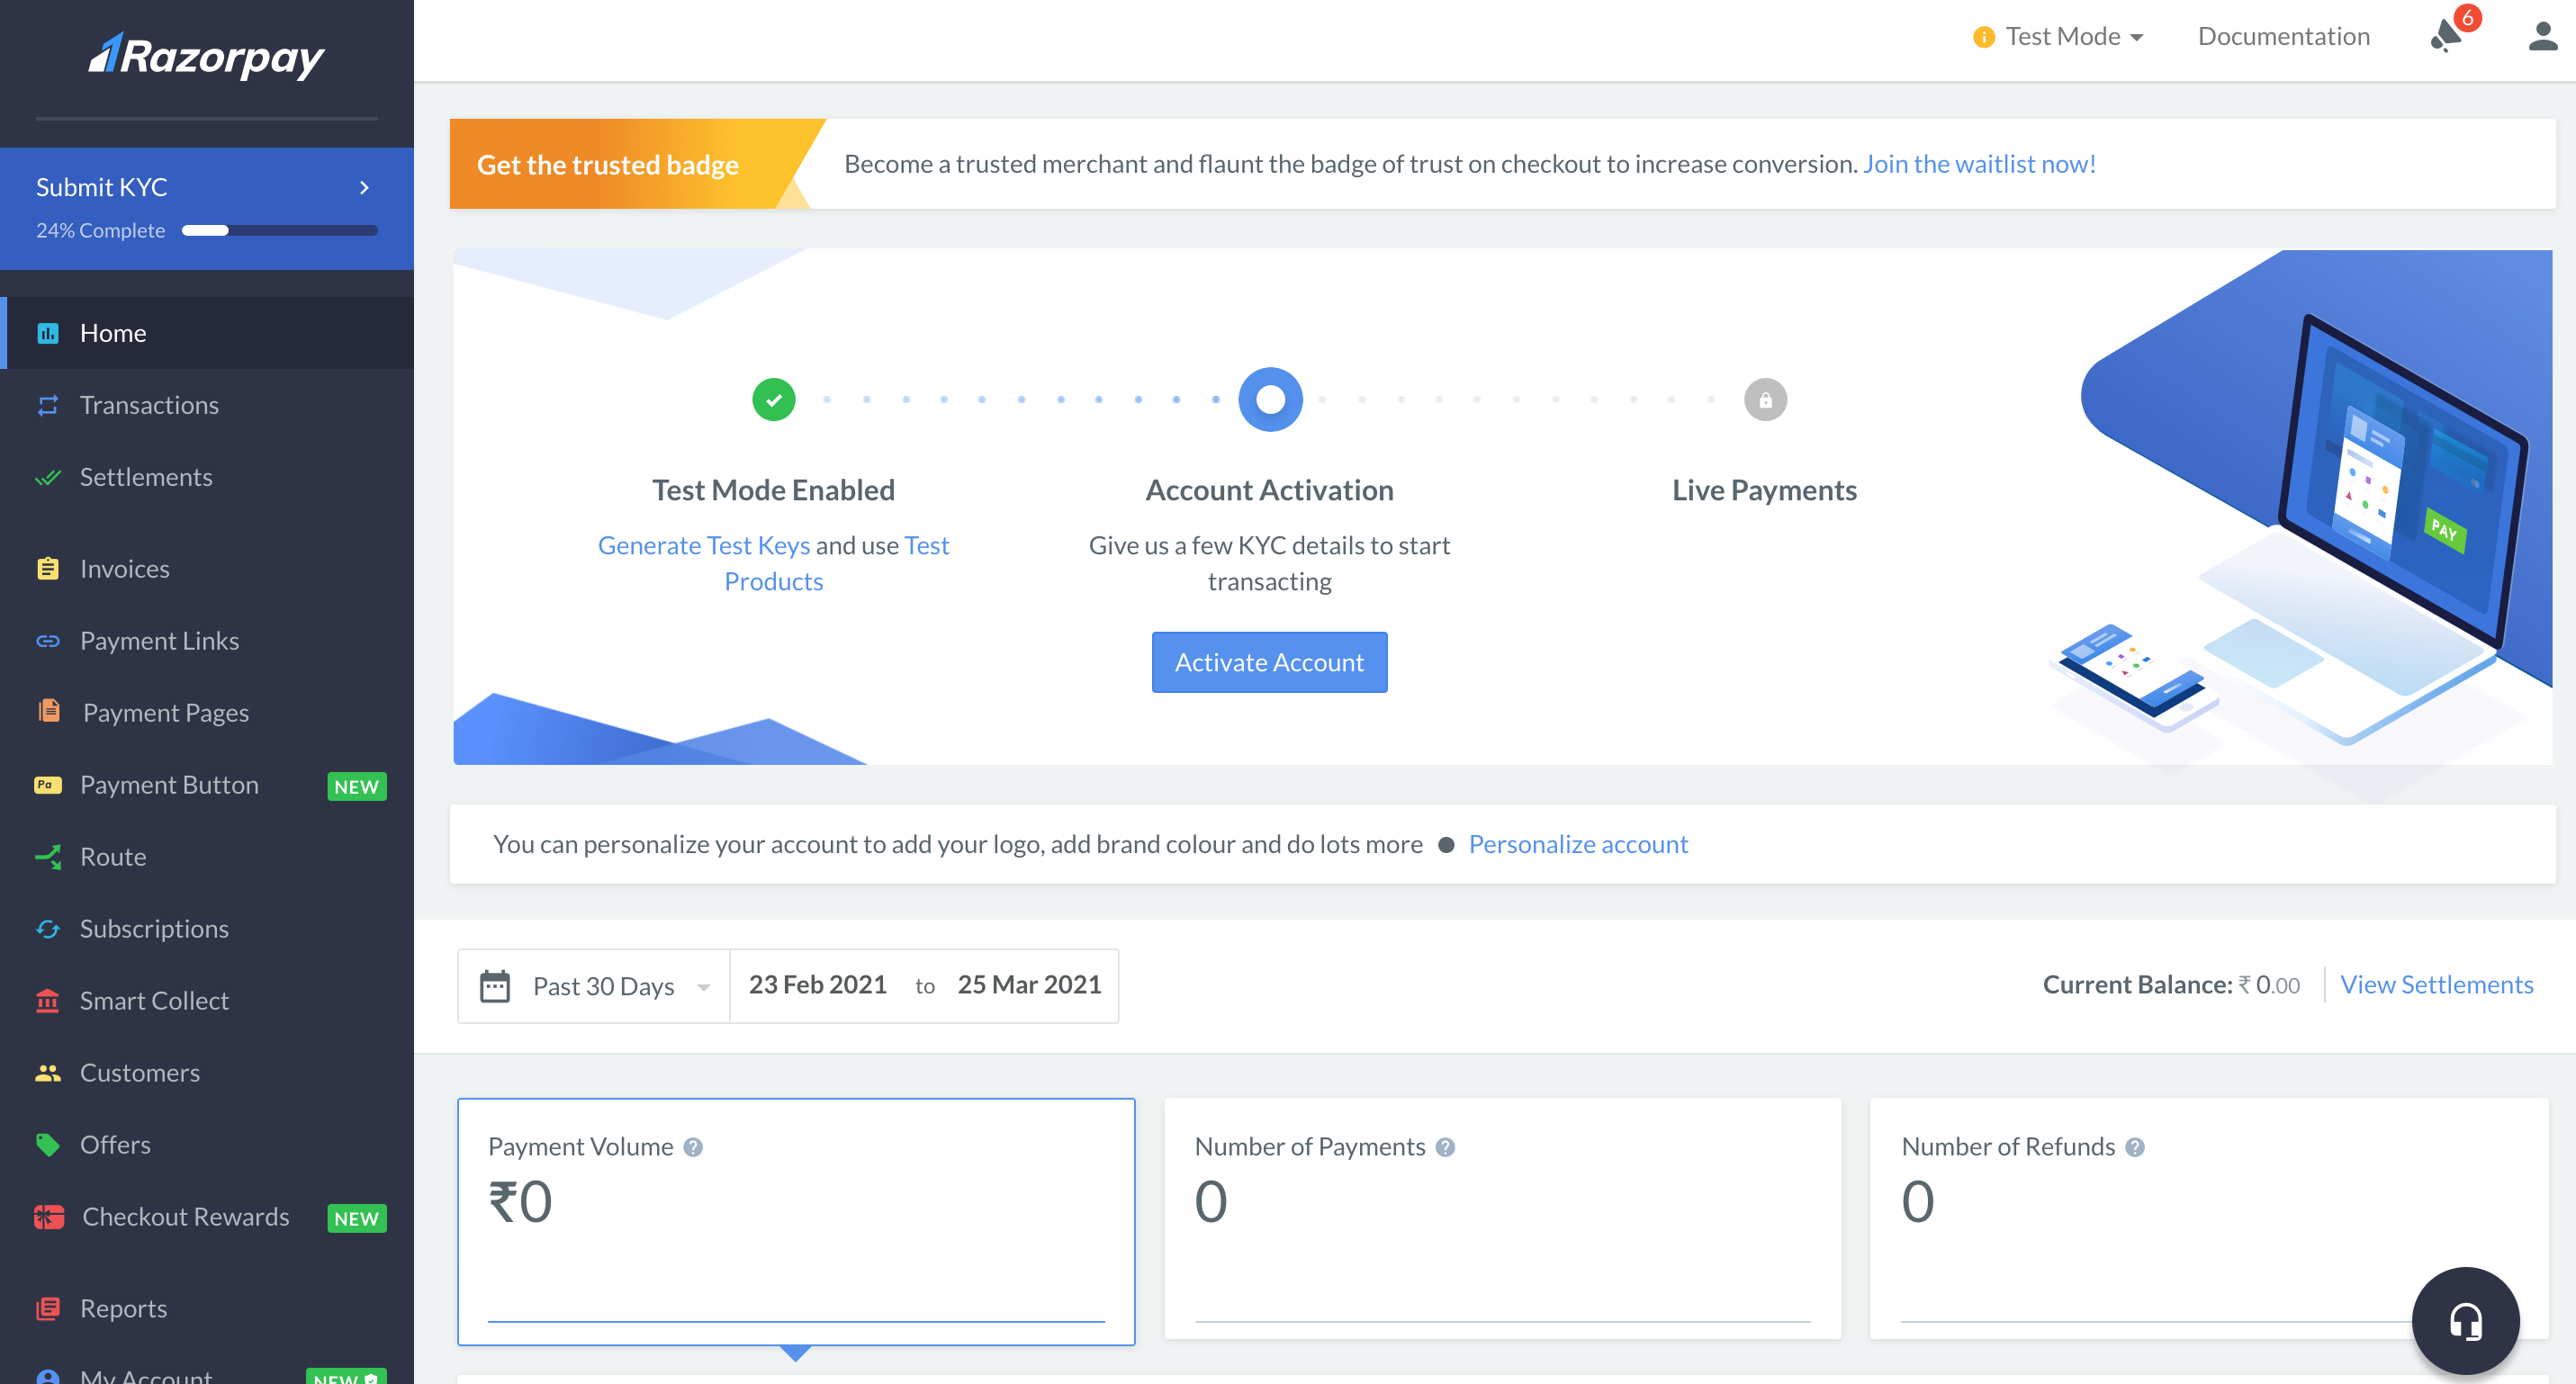 Razorpay
Submit KYC
24% Complete
Home
Transactions
Settlements
Invoices
Payment Links
Payment Pages
Pa
Payment Button
NEW
Route
Subscriptions
Smart Collect
Customers
Offers
Checkout Rewards
NEW
Reports
My Account
NEW
Test Mode
Documentation
6
Get the trusted badge
Become a trusted merchant and flaunt the badge of trust on checkout to increase conversion. Join the waitlist now!
Test Mode Enabled
Generate Test Keys and use Test
Products
Account Activation
Give us a few KYC details to start
transacting
Activate Account
Live Payments
PAY
You can personalize your account to add your logo, add brand colour and do lots more ● Personalize account
Past 30 Days
23 Feb 2021 to 25 Mar 2021
Current Balance: ₹ 0.00
View Settlements
Payment Volume ?
₹0
Number of Payments ?
0
Number of Refunds ?
0